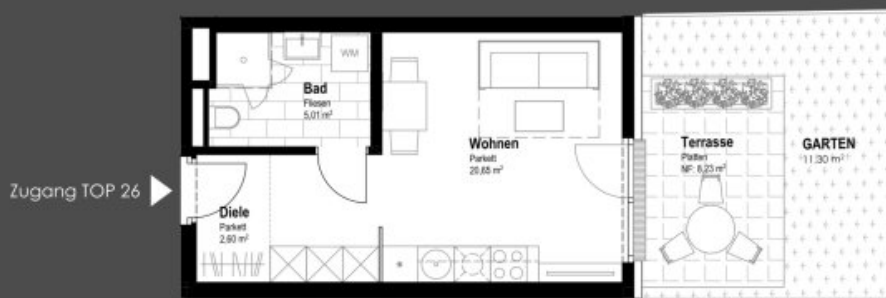 WM
Bad
Fliesen
5,01 m²
Wohnen
Parkett
20,65 m²
Terrasse
Platten
NF: 8,23 m²
GARTEN
11,30 m²
Zugang TOP 26
Diele
Parkett
2,60 m²